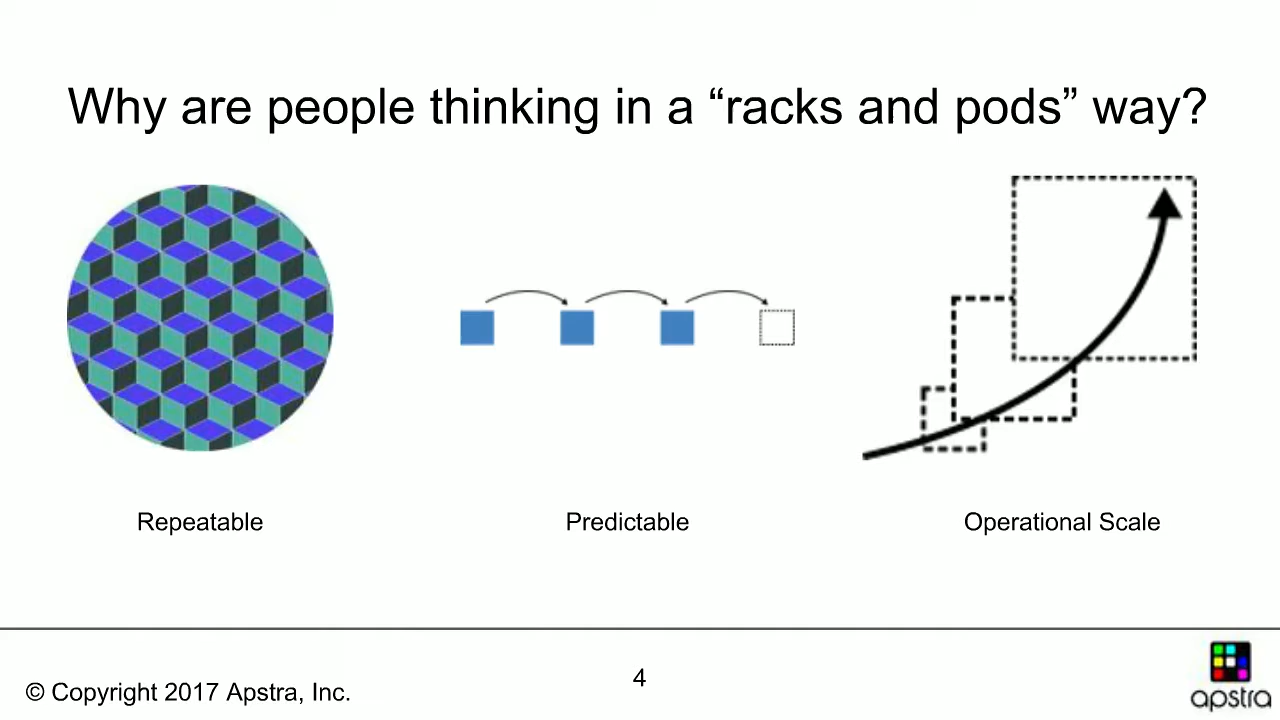 Why are people thinking in a “racks and pods” way?
Repeatable
Predictable
Operational Scale
© Copyright 2017 Apstra, Inc.
4
apstra